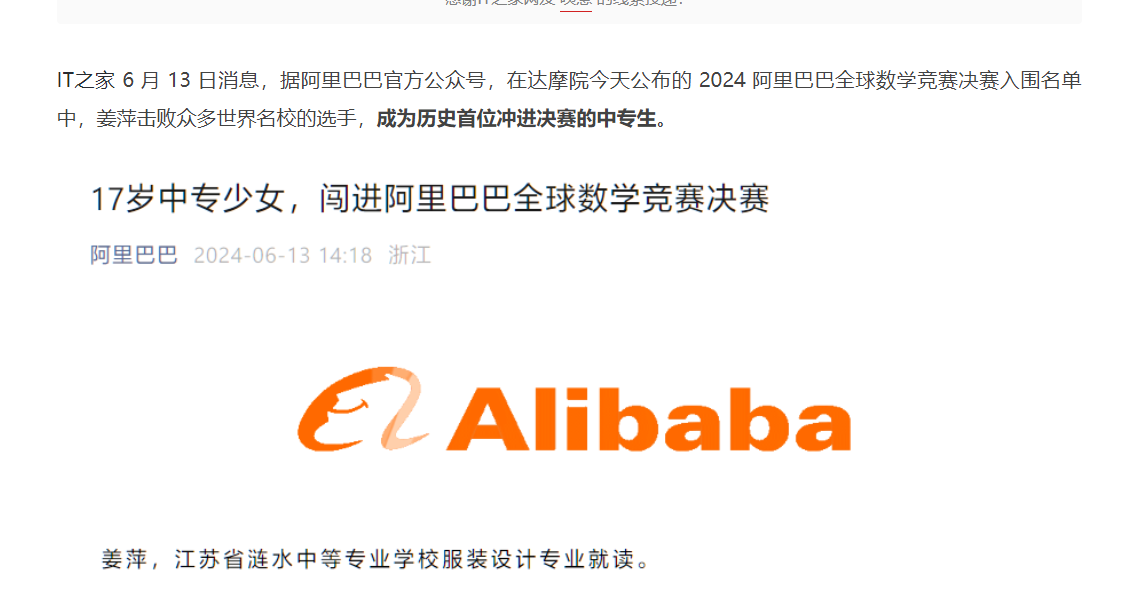 IT之家 6 月 13 日消息，据阿里巴巴官方公众号，在达摩院今天公布的 2024 阿里巴巴全球数学竞赛决赛入围名单
中，姜萍击败众多世界名校的选手，成为历史首位冲进决赛的中专生。
17岁中专少女，闯进阿里巴巴全球数学竞赛决赛
阿里巴巴 2024-06-13 14:18 浙江
Alibaba
姜萍，江苏省涟水中等专业学校服装设计专业就读。